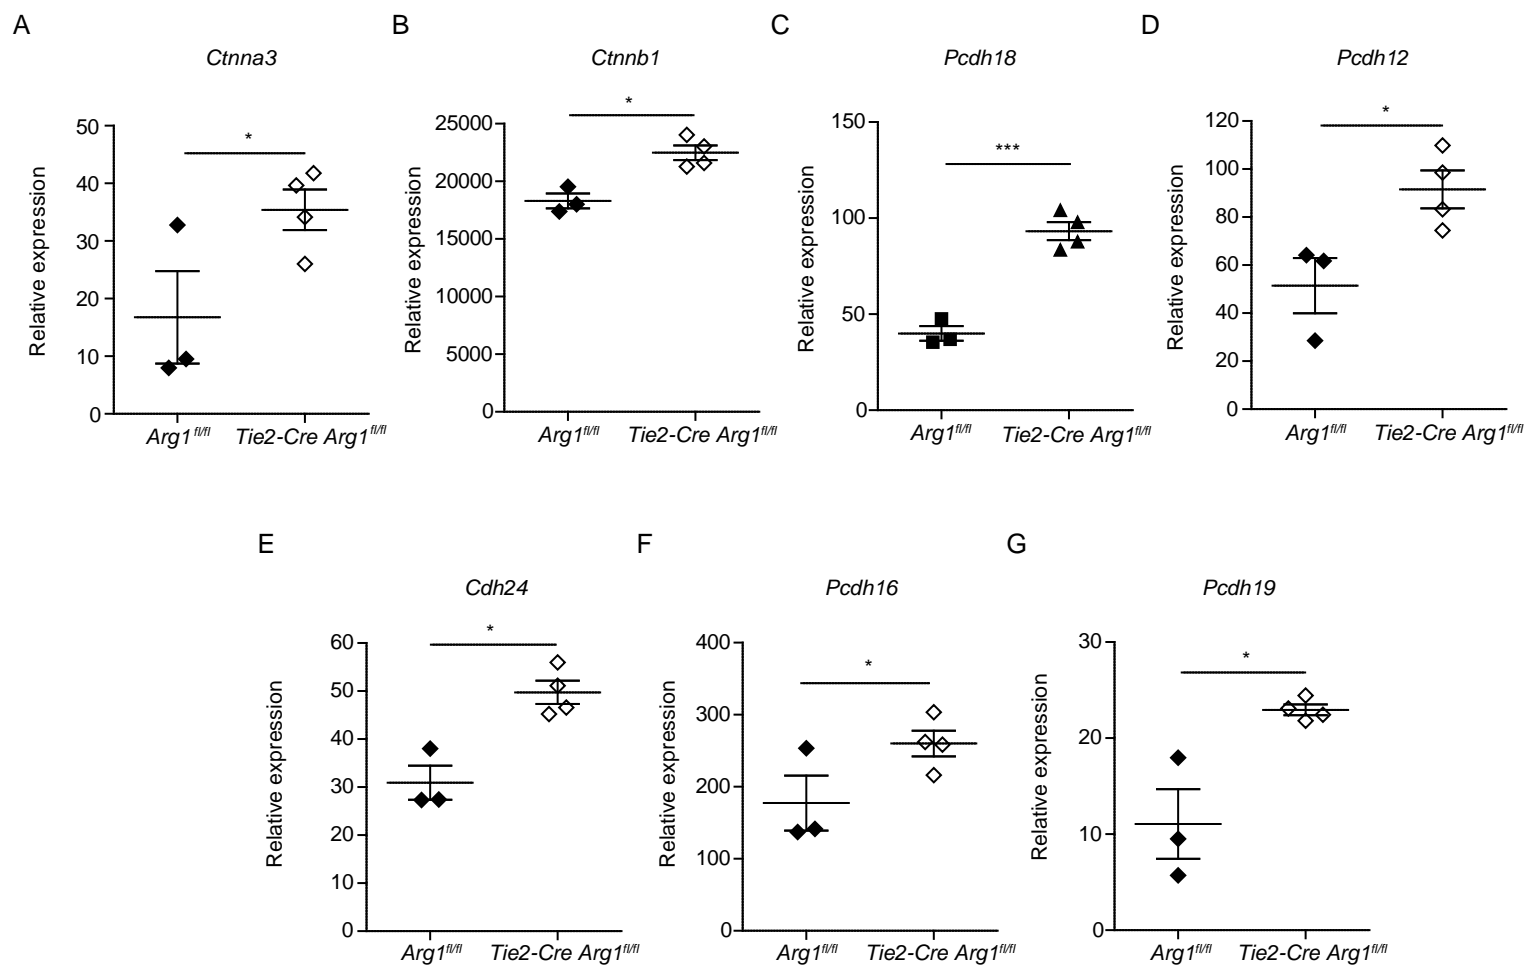 A
B
C
D
Ctnna3
Ctnnb1
Pcdh18
Pcdh12
*
*
***
*
50
40
30
20
10
0
Relative expression
Arg1fl/fl
Tie2-Cre Arg1fl/fl
25000
20000
15000
10000
5000
0
Relative expression
Arg1fl/fl
Tie2-Cre Arg1fl/fl
150
100
50
0
Relative expression
Arg1fl/fl
Tie2-Cre Arg1fl/fl
120
100
80
60
40
20
0
Relative expression
Arg1fl/fl
Tie2-Cre Arg1fl/fl
E
F
G
Cdh24
Pcdh16
Pcdh19
*
*
*
60
50
40
30
20
10
0
Relative expression
Arg1fl/fl
Tie2-Cre Arg1fl/fl
400
300
200
100
0
Relative expression
Arg1fl/fl
Tie2-Cre Arg1fl/fl
30
20
10
0
Relative expression
Arg1fl/fl
Tie2-Cre Arg1fl/fl